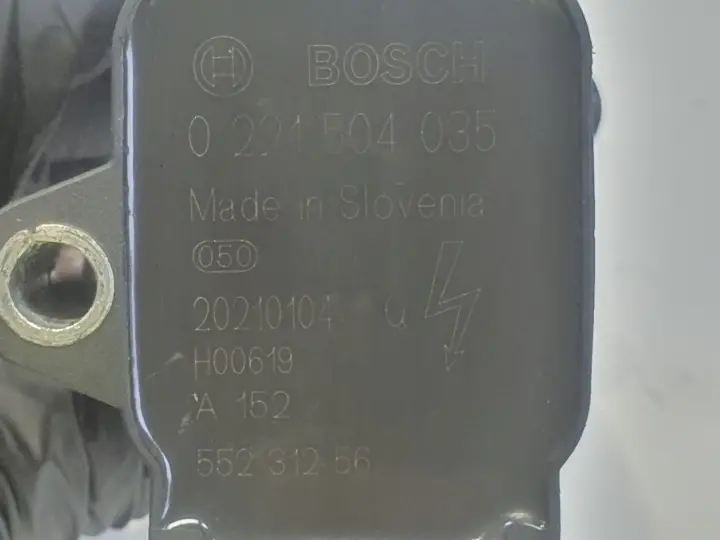 BOSCH
0 221 504 035
Made in Slovenia
050
20210104 G
H00619
A 152
552 312 56